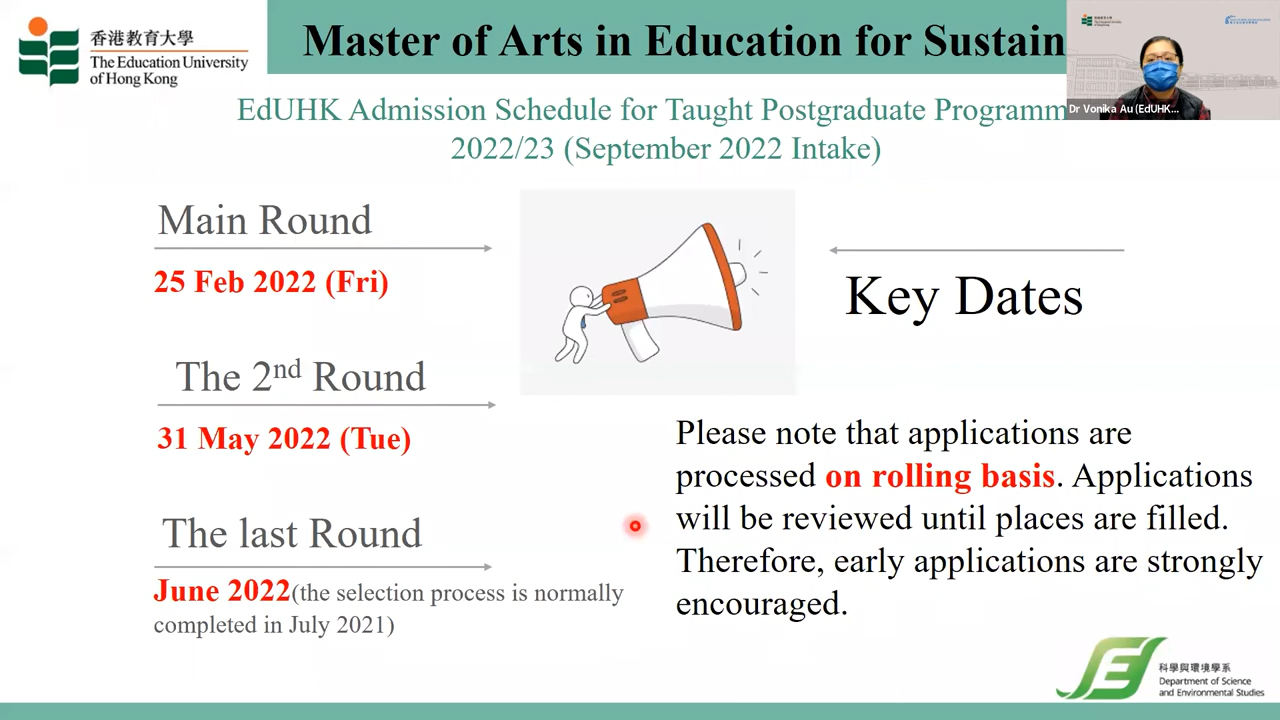 香港教育大學
The Education University
of Hong Kong
Master of Arts in Education for Sustain
Dr Vonika Au (EdUHK...
EdUHK Admission Schedule for Taught Postgraduate Programm
2022/23 (September 2022 Intake)
Main Round
25 Feb 2022 (Fri)
Key Dates
The 2nd Round
31 May 2022 (Tue)
Please note that applications are
processed on rolling basis. Applications
will be reviewed until places are filled.
Therefore, early applications are strongly
encouraged.
The last Round
June 2022(the selection process is normally
completed in July 2021)
科學與環境學系
Department of Science
and Environmental Studies